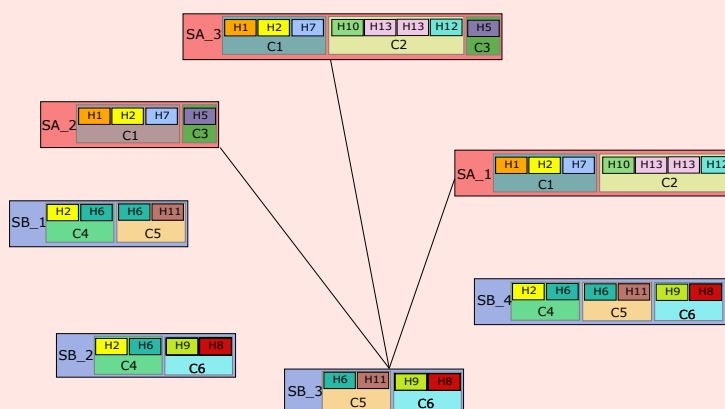 SA_3 H1 H2 H7 H10 H13 H13 H12 H5
C1 C2 C3
SA_2 H1 H2 H7 H5
C1 C3
SA_1 H1 H2 H7 H10 H13 H13 H12
C1 C2
SB_1 H2 H6 H6 H11
C4 C5
SB_4 H2 H6 H6 H11 H9 H8
C4 C5 C6
SB_2 H2 H6 H9 H8
C4 C6
SB_3 H6 H11 H9 H8
C5 C6